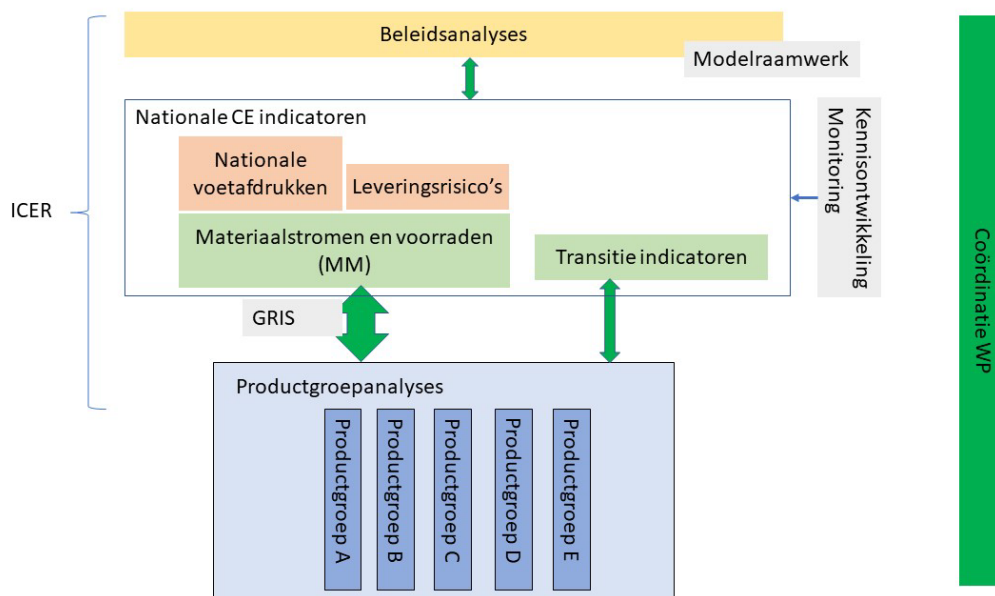 Beleidsanalyses
Modelraamwerk
Nationale CE indicatoren
Nationale
voetafdrukken
Leveringsrisico's
Materiaalstromen en voorraden
(MM)
Transitie indicatoren
Kennisontwikkeling
Monitoring
ICER
GRIS
Productgroepanalyses
Productgroep A
Productgroep B
Productgroep C
Productgroep D
Productgroep E
Coördinatie WP